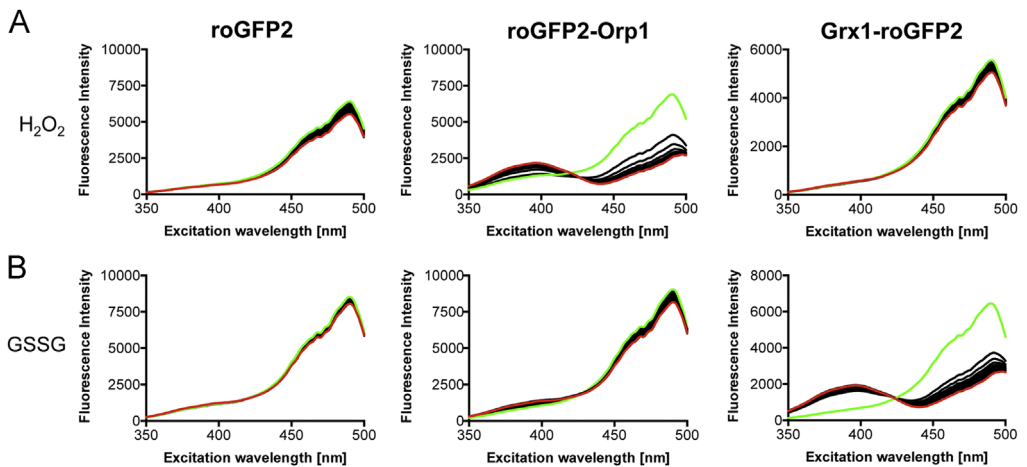 A
roGFP2
roGFP2-Orp1
Grx1-roGFP2
H2O2
Fluorescence Intensity
10000
7500
5000
2500
0
350 400 450 500
Excitation wavelength [nm]
Fluorescence Intensity
10000
7500
5000
2500
0
350 400 450 500
Excitation wavelength [nm]
Fluorescence Intensity
6000
4000
2000
0
350 400 450 500
Excitation wavelength [nm]
B
GSSG
Fluorescence Intensity
10000
7500
5000
2500
0
350 400 450 500
Excitation wavelength [nm]
Fluorescence Intensity
10000
7500
5000
2500
0
350 400 450 500
Excitation wavelength [nm]
Fluorescence Intensity
8000
6000
4000
2000
0
350 400 450 500
Excitation wavelength [nm]